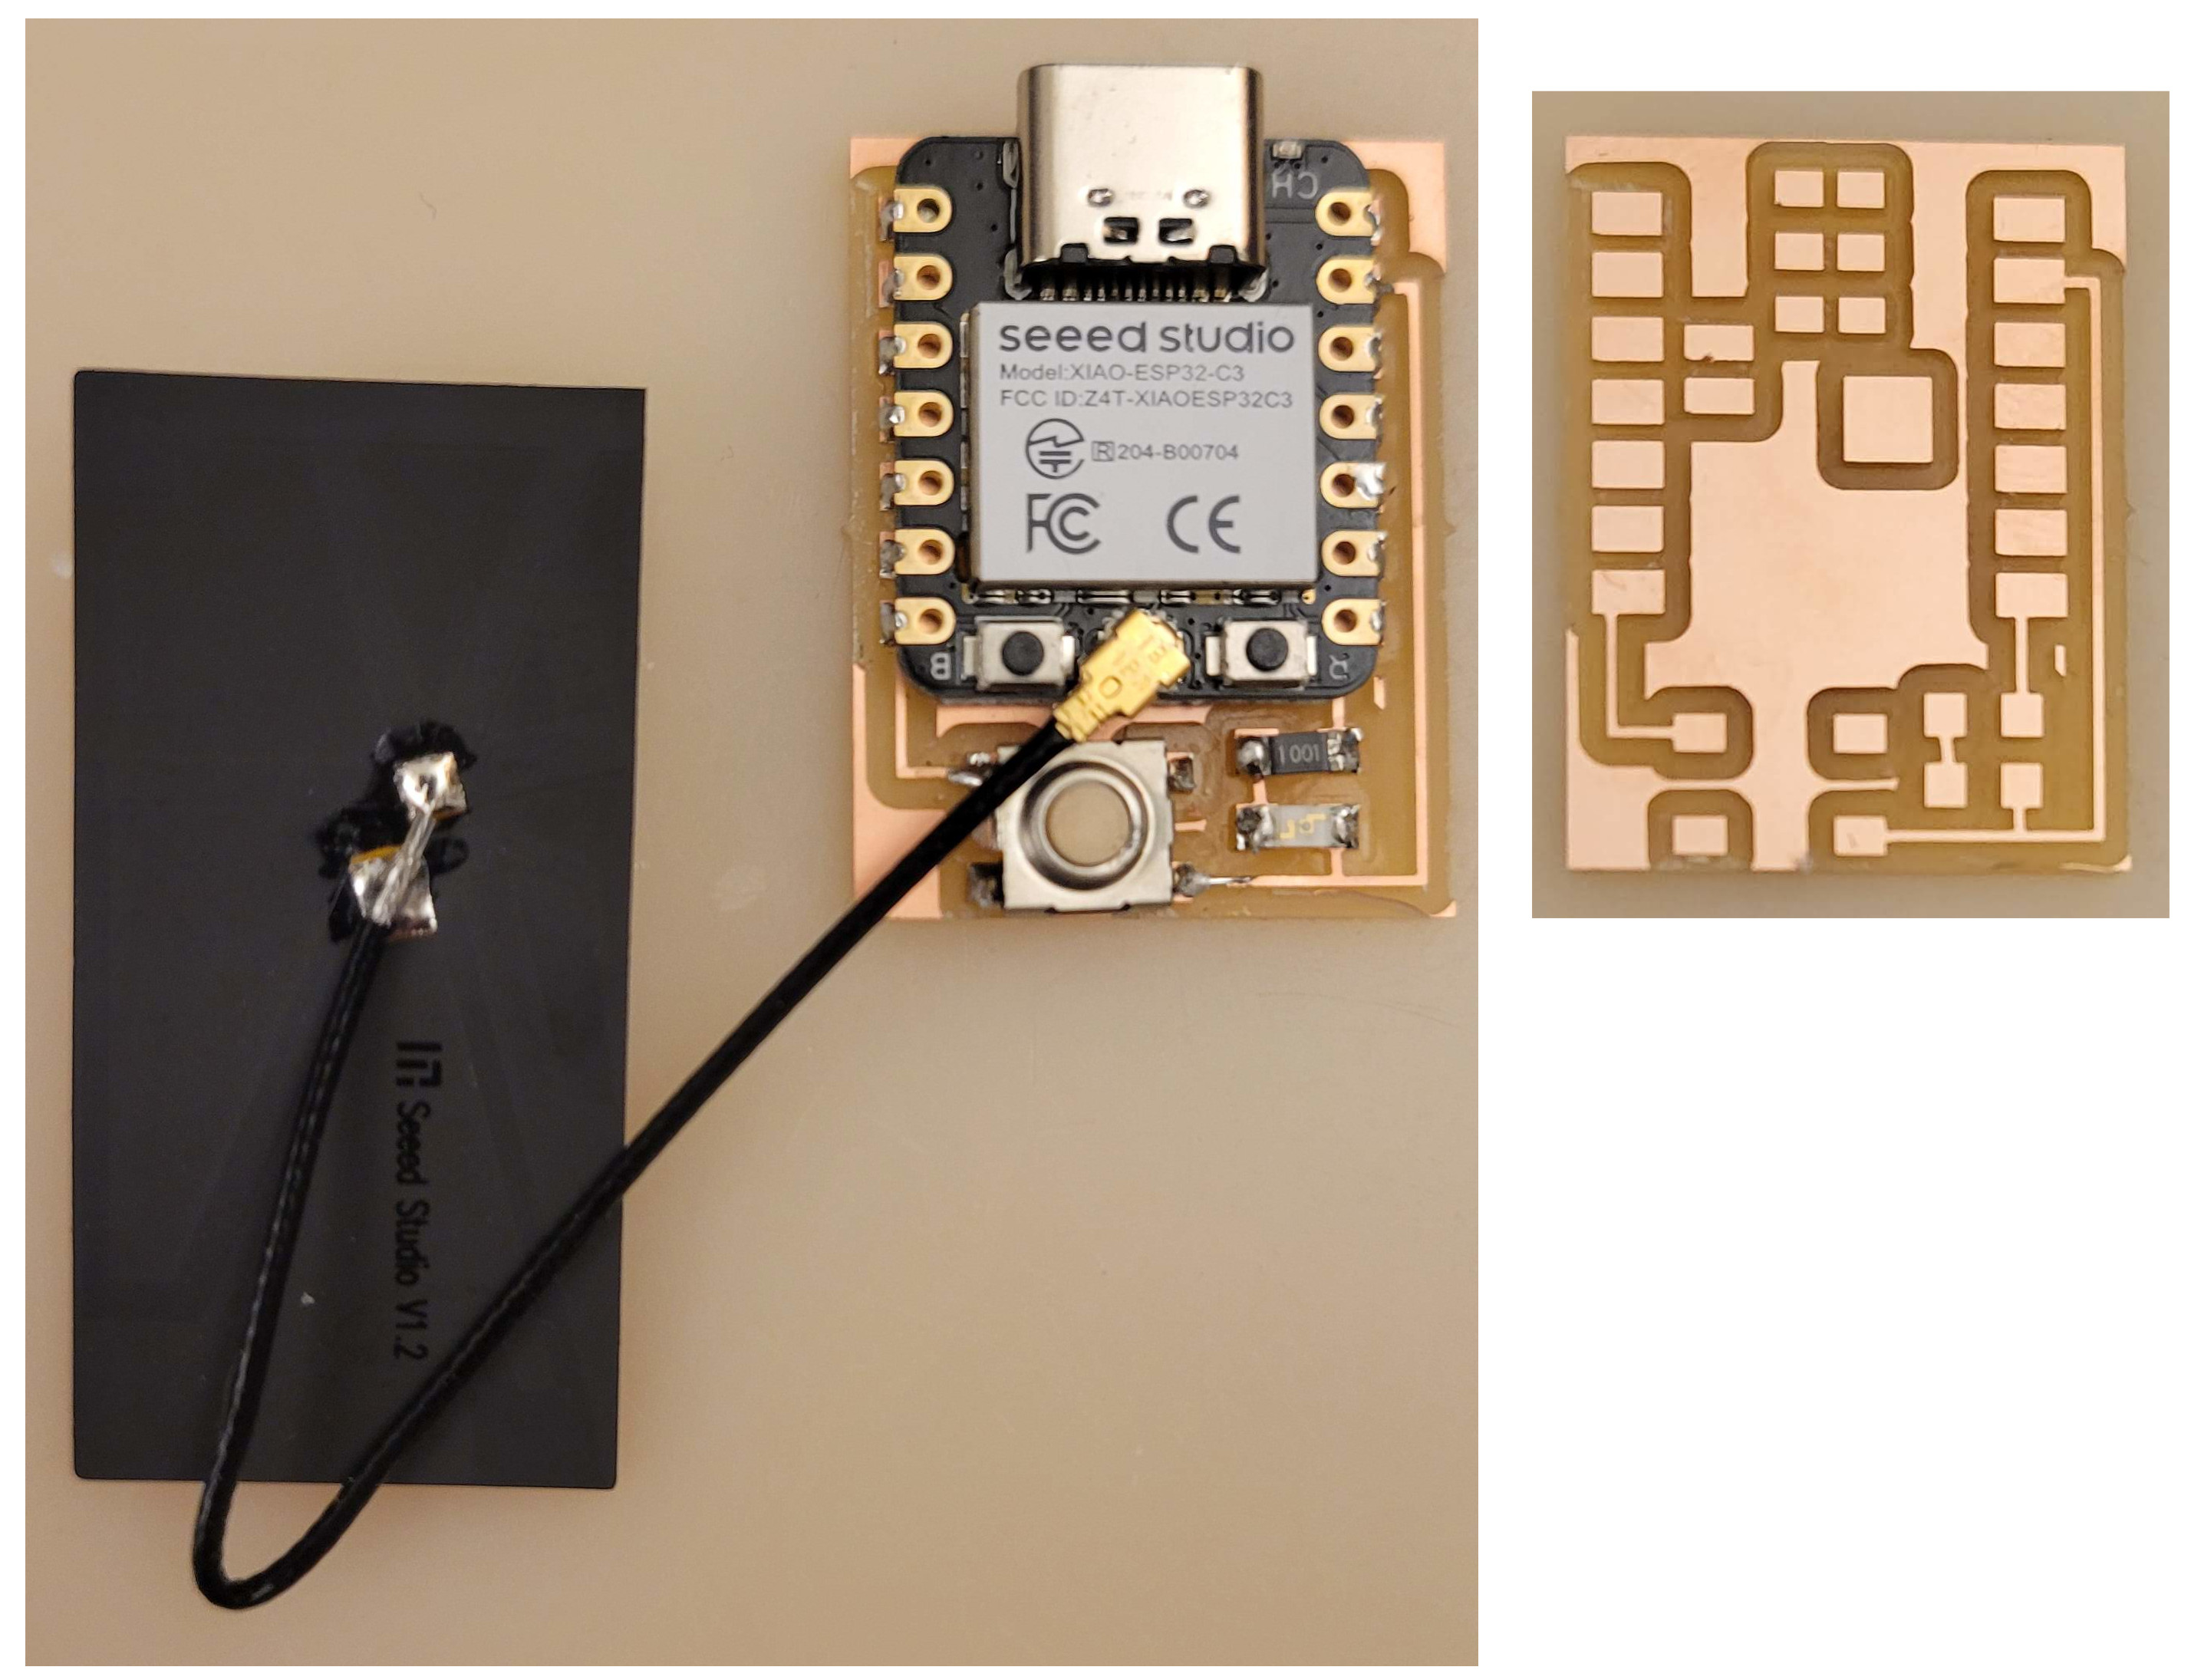 CH
seeed studio
Model:XIAO-ESP32-C3
FCC ID:Z4T-XIAOESP32C3
R 204-B00704
FC CE
B
R
1001
Seeed Studio V1.2